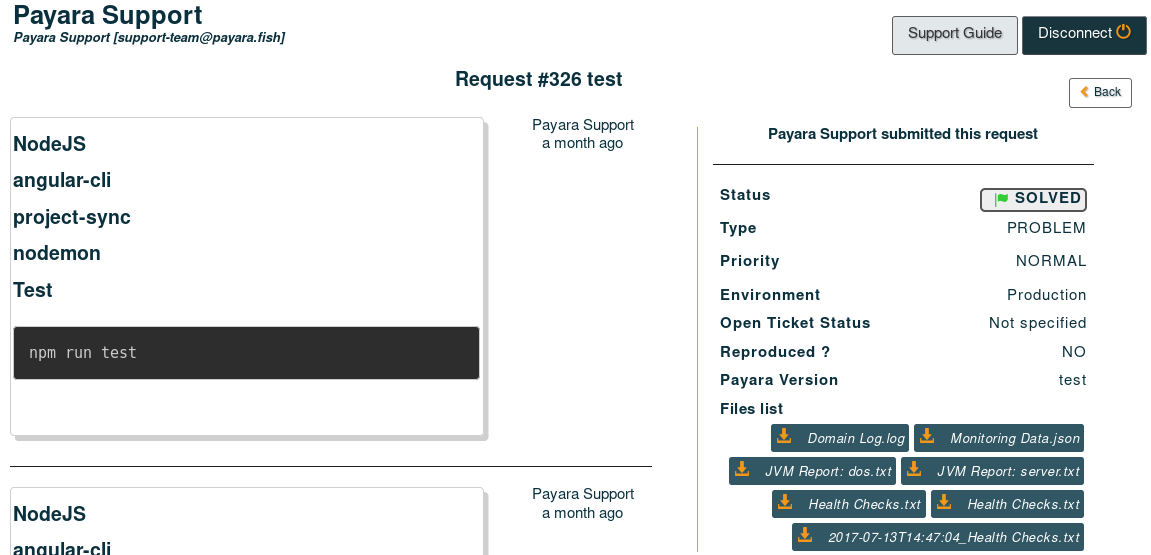 Payara Support
Payara Support [support-team@payara.fish]
Support Guide
Disconnect
Request #326 test
Back
NodeJS
angular-cli
project-sync
nodemon
Test
npm run test
Payara Support
a month ago
NodeJS
angular-cli
Payara Support
a month ago
Payara Support submitted this request
Status SOLVED
Type PROBLEM
Priority NORMAL
Environment Production
Open Ticket Status Not specified
Reproduced ? NO
Payara Version test
Files list
Domain Log.log Monitoring Data.json
JVM Report: dos.txt JVM Report: server.txt
Health Checks.txt Health Checks.txt
2017-07-13T14:47:04_Health Checks.txt